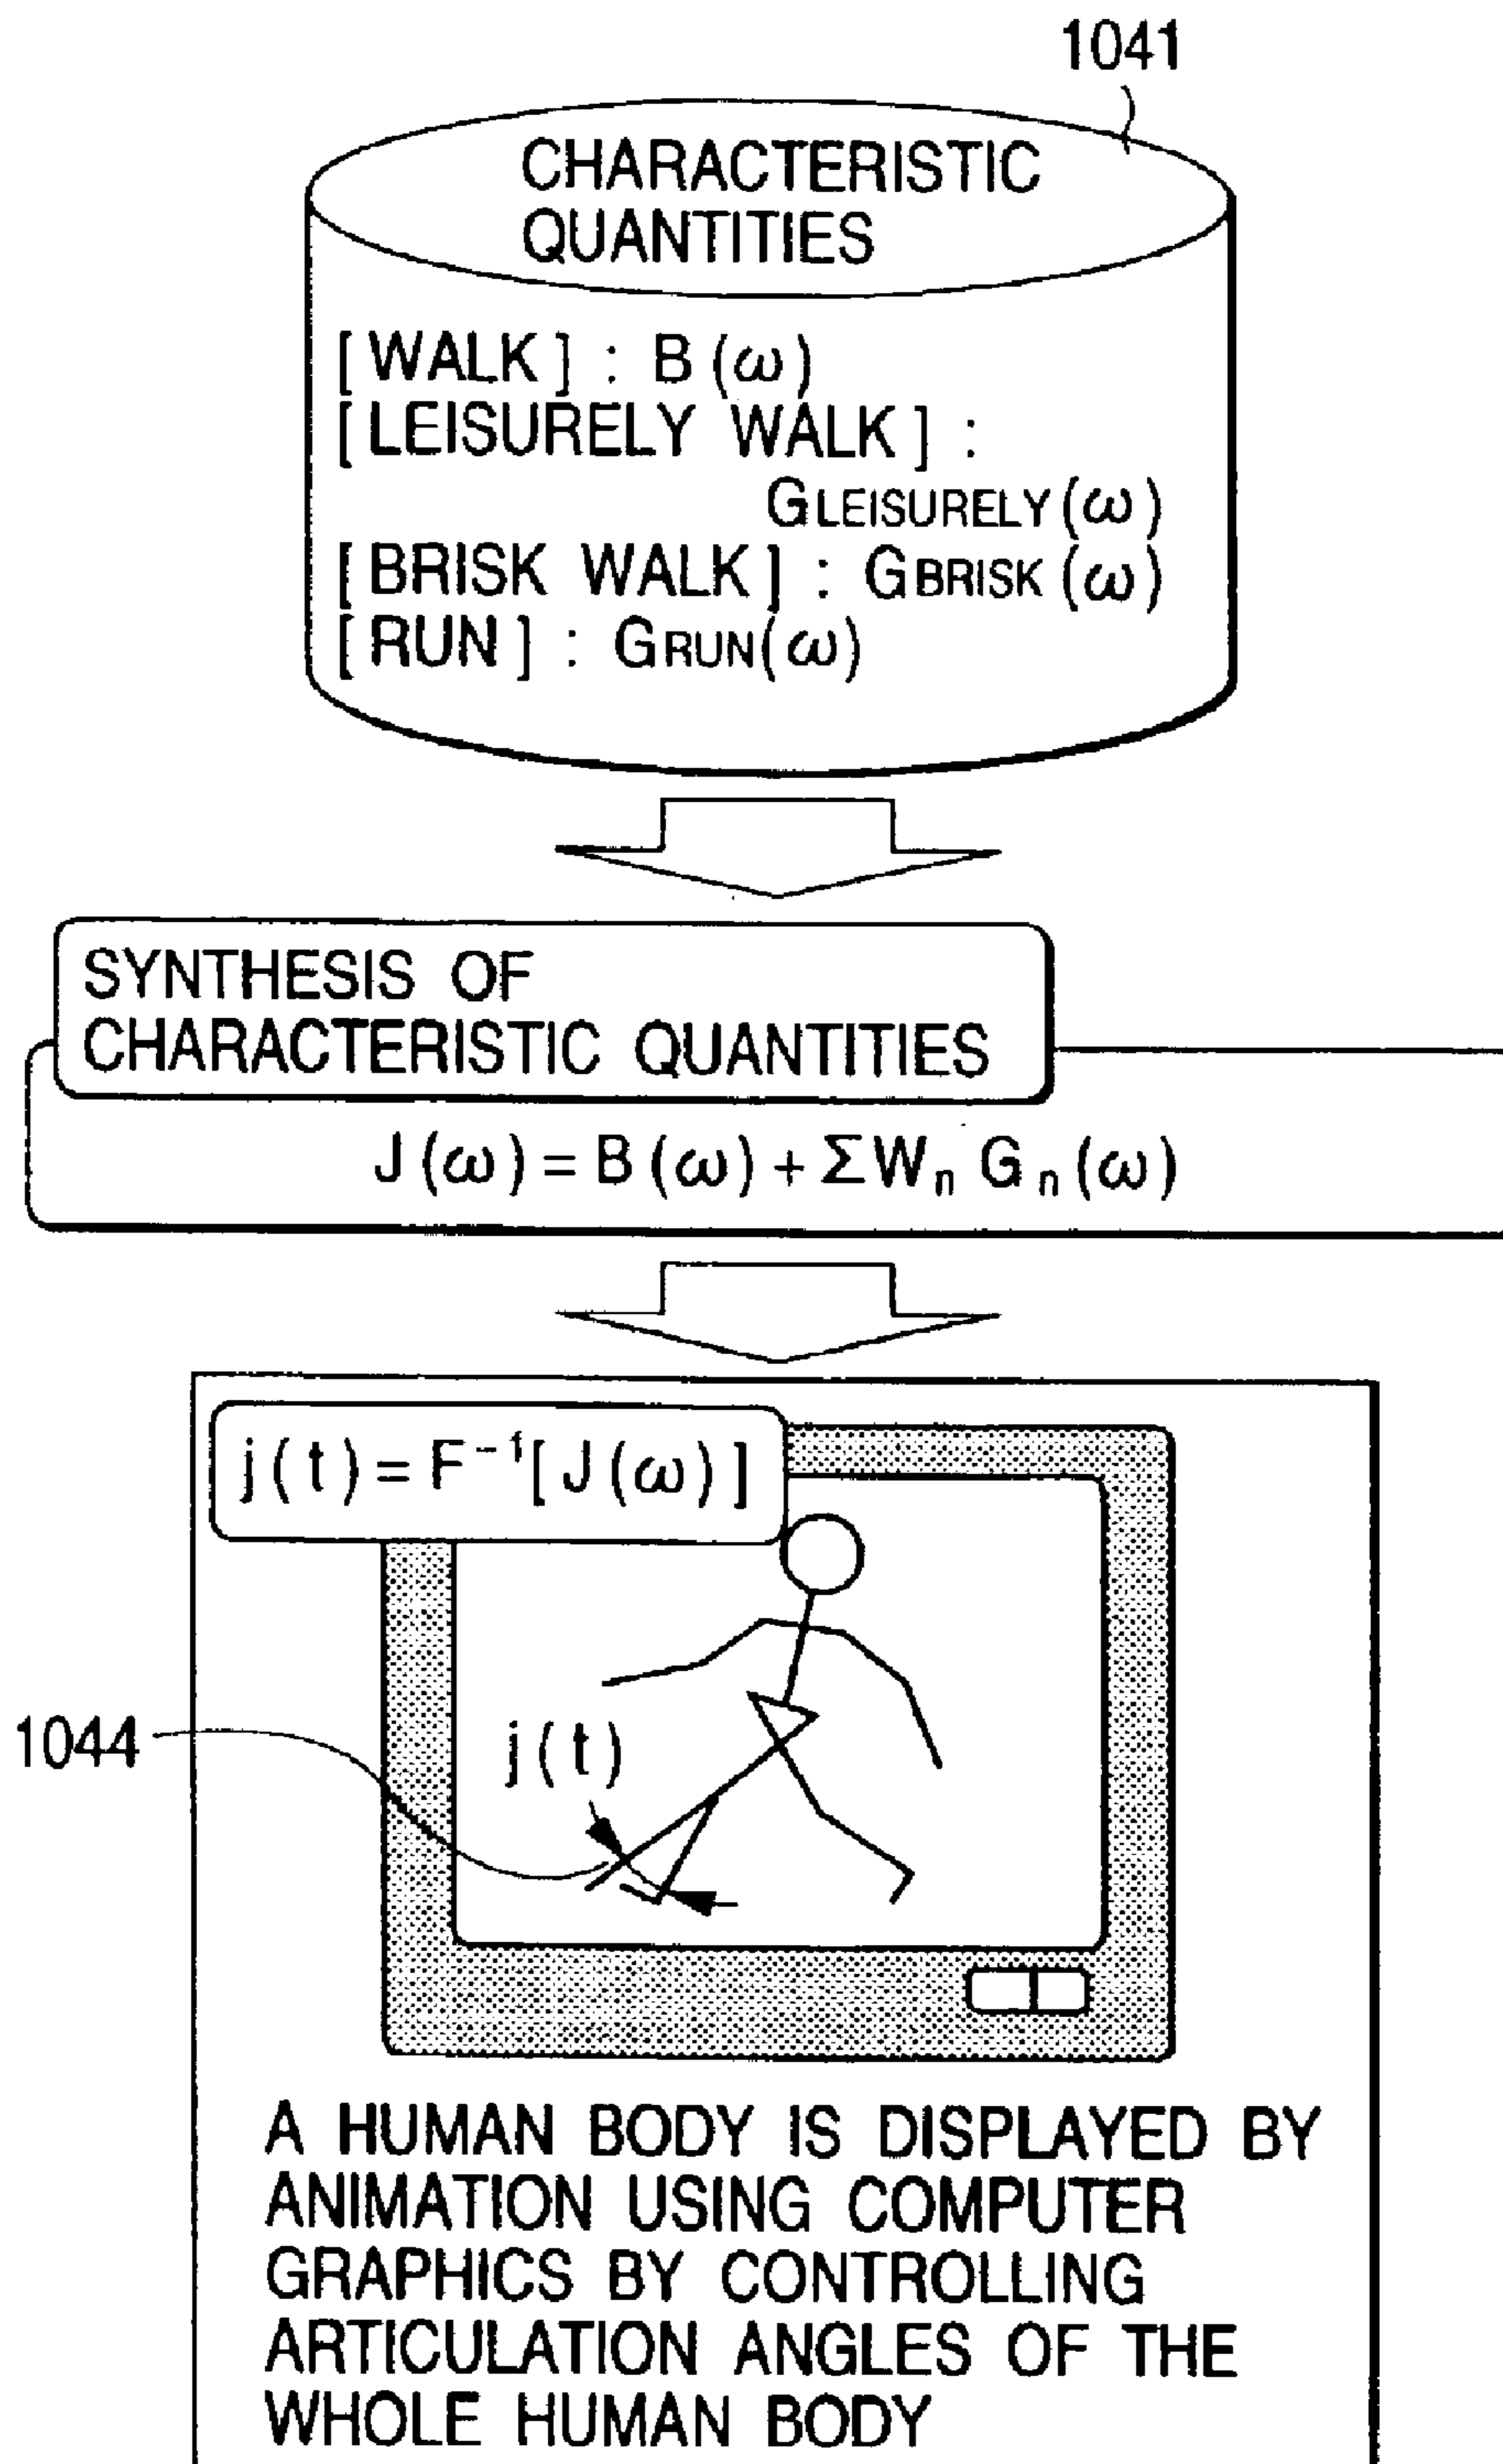 1041
CHARACTERISTIC
QUANTITIES
[WALK] : B(ω)
[LEISURELY WALK] :
GLEISURELY(ω)
[BRISK WALK] : GBRISK(ω)
[RUN] : GRUN(ω)
SYNTHESIS OF
CHARACTERISTIC QUANTITIES
J(ω) = B(ω) + ΣWₙ Gₙ(ω)
j(t) = F⁻¹[J(ω)]
1044
j(t)
A HUMAN BODY IS DISPLAYED BY
ANIMATION USING COMPUTER
GRAPHICS BY CONTROLLING
ARTICULATION ANGLES OF THE
WHOLE HUMAN BODY